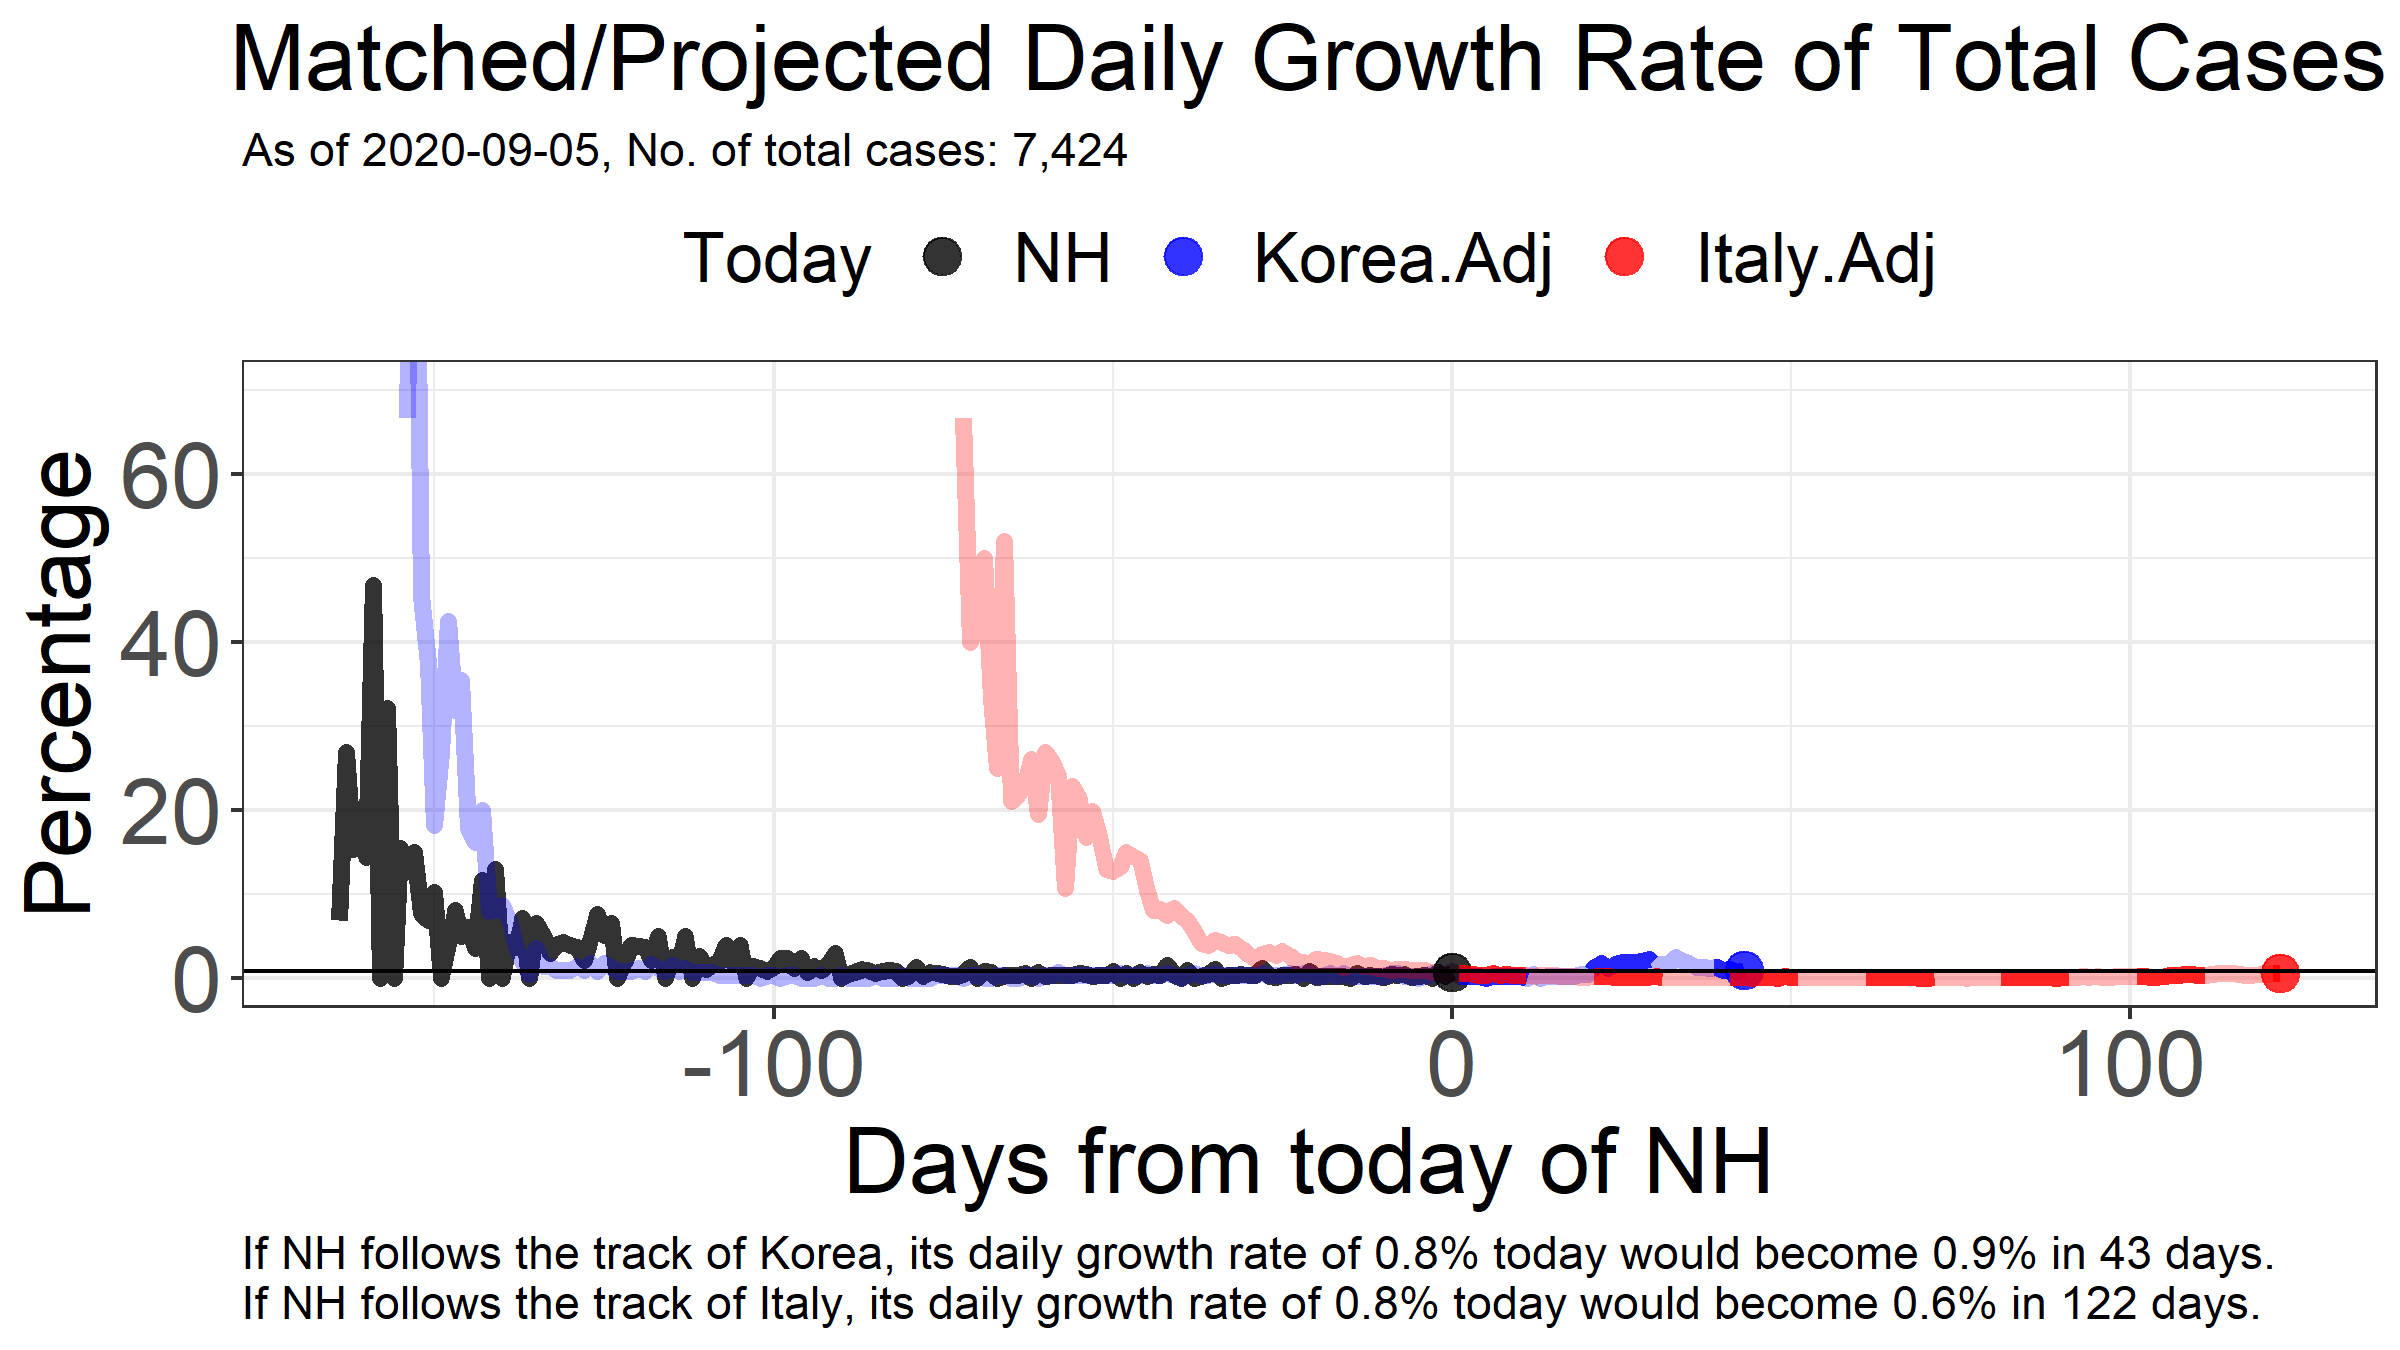 Matched/Projected Daily Growth Rate of Total Cases
As of 2020-09-05, No. of total cases: 7,424
Today NH Korea.Adj Italy.Adj
Percentage
60
40
20
0
-100 0 100
Days from today of NH
If NH follows the track of Korea, its daily growth rate of 0.8% today would become 0.9% in 43 days.
If NH follows the track of Italy, its daily growth rate of 0.8% today would become 0.6% in 122 days.